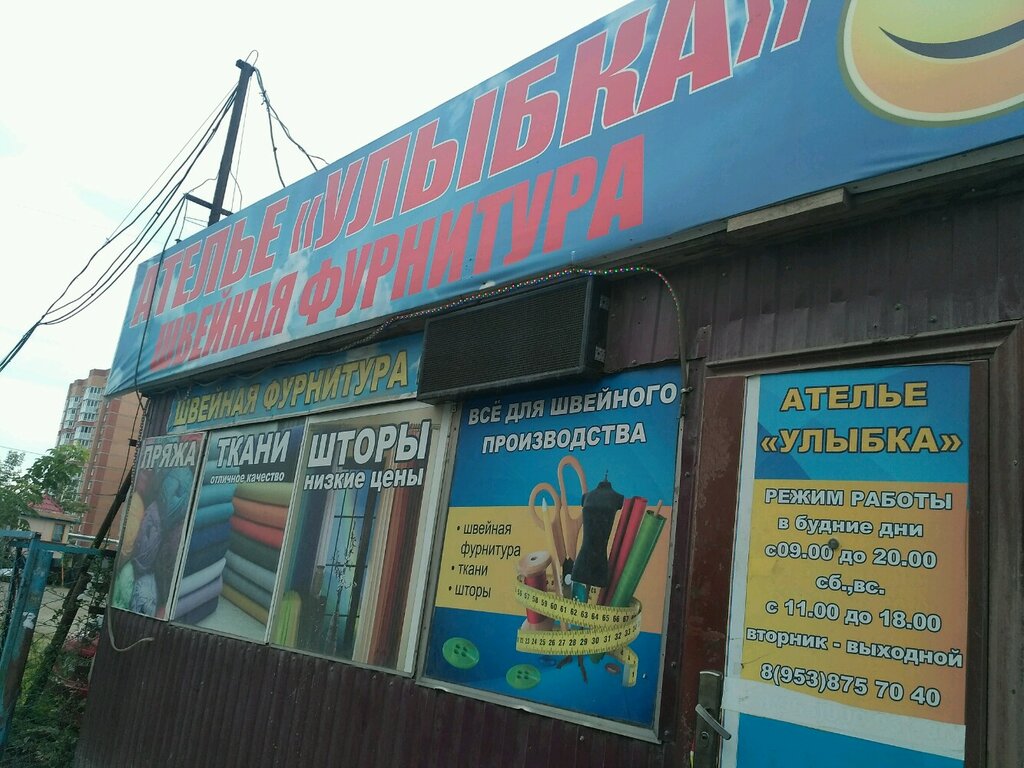 АТЕЛЬЕ «УЛЫБКА»
ШВЕЙНАЯ ФУРНИТУРА
ШВЕЙНАЯ ФУРНИТУРА
ПРЯЖА
ТКАНИ
отличное качество
ШТОРЫ
низкие цены
ВСЁ ДЛЯ ШВЕЙНОГО
ПРОИЗВОДСТВА
• швейная
фурнитура
• ткани
• шторы
АТЕЛЬЕ
«УЛЫБКА»
РЕЖИМ РАБОТЫ
в будние дни
с09.00 до 20.00
сб.,вс.
с 11.00 до 18.00
вторник - выходной
8(953)875 70 40